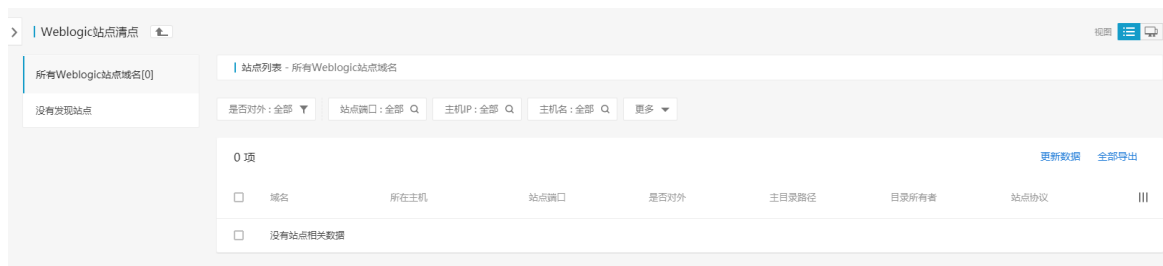 Weblogic站点清点
视图
所有Weblogic站点域名[0]
没有发现站点
站点列表 - 所有Weblogic站点域名
是否对外 : 全部 站点端口 : 全部 主机IP : 全部 主机名 : 全部 更多
0 项 更新数据 全部导出
域名 所在主机 站点端口 是否对外 主目录路径 目录所有者 站点协议
没有站点相关数据